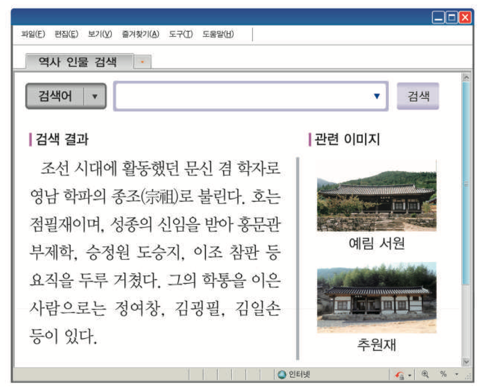 파일(F) 편집(E) 보기(V) 즐겨찾기(A) 도구(T) 도움말(H)
역사 인물 검색
검색어
검색
검색 결과
조선 시대에 활동했던 문신 겸 학자로
영남 학파의 종조(宗祖)로 불린다. 호는
점필재이며, 성종의 신임을 받아 홍문관
부제학, 승정원 도승지, 이조 참판 등
요직을 두루 거쳤다. 그의 학통을 이은
사람으로는 정여창, 김굉필, 김일손
등이 있다.
관련 이미지
예림 서원
추원재
인터넷
%